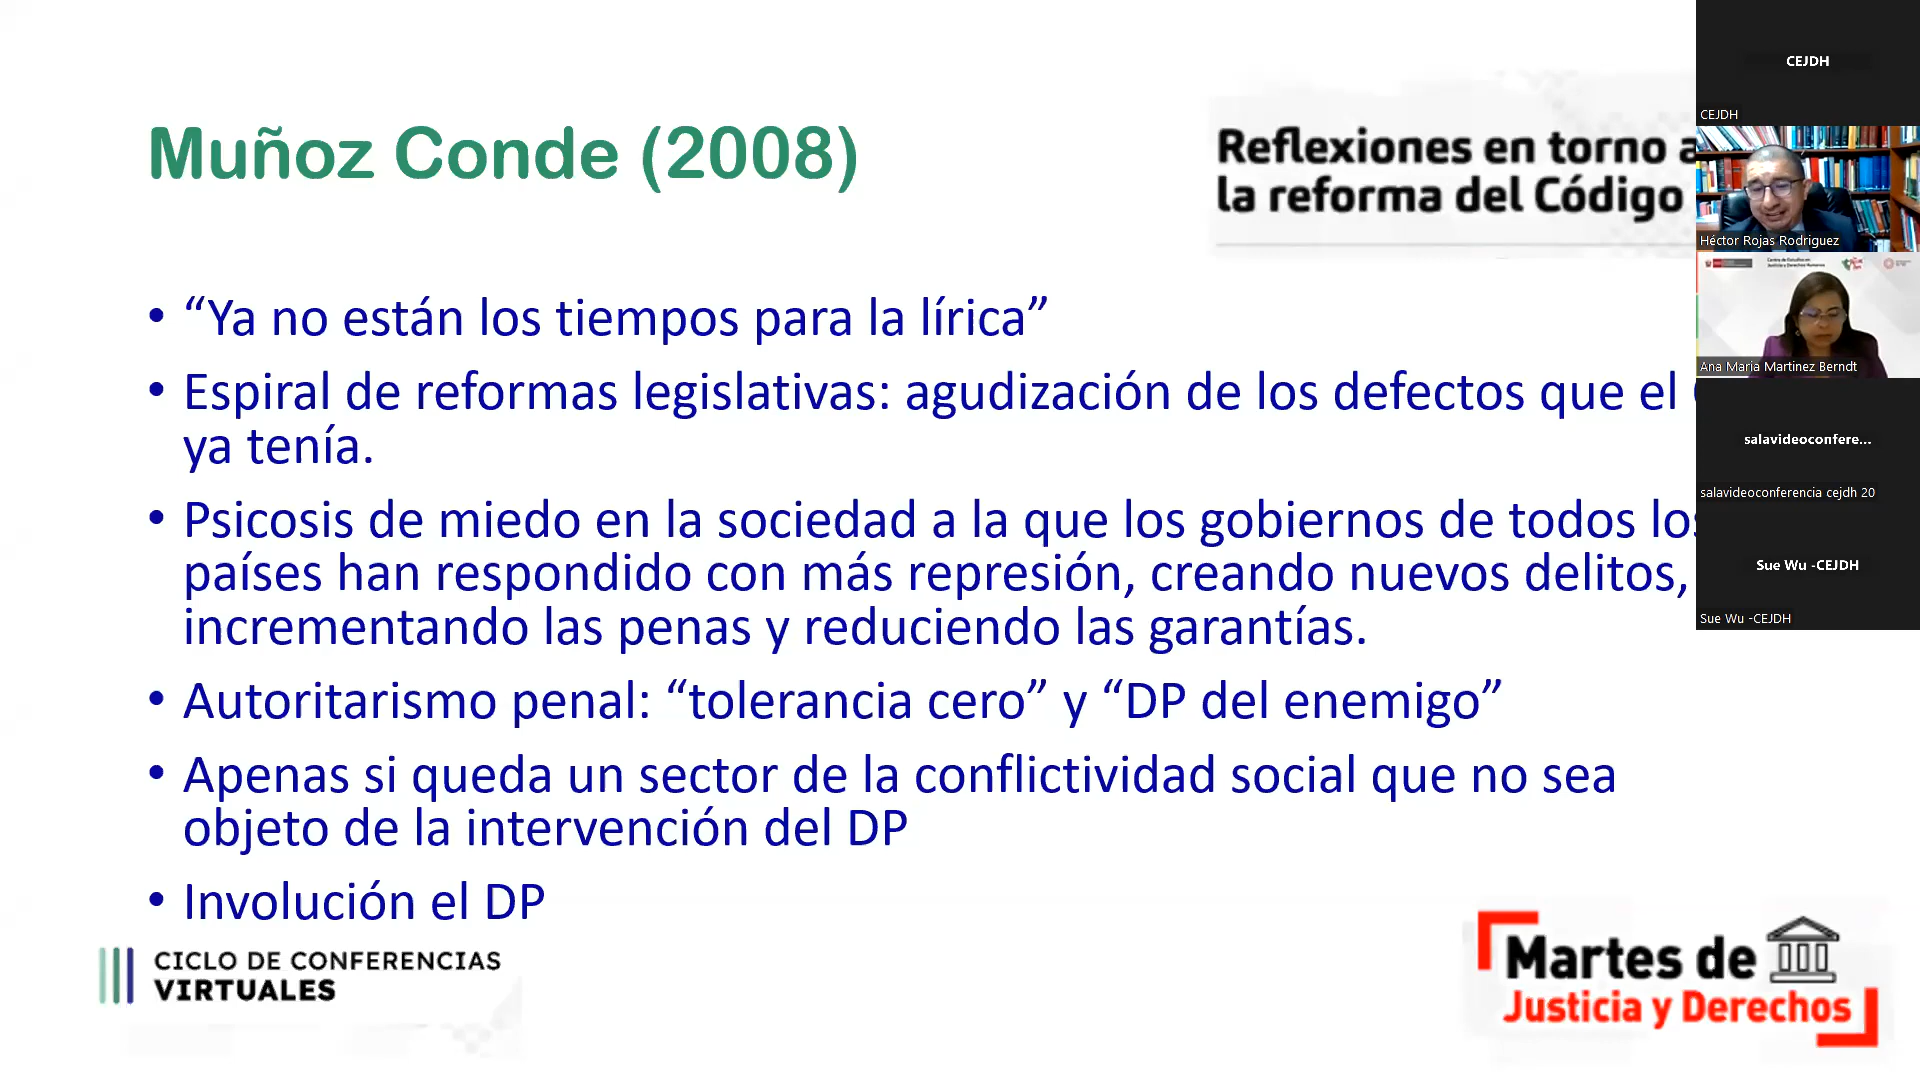 Muñoz Conde (2008)
Reflexiones en torno a
la reforma del Código
• “Ya no están los tiempos para la lírica”
• Espiral de reformas legislativas: agudización de los defectos que el
ya tenía.
• Psicosis de miedo en la sociedad a la que los gobiernos de todos los
países han respondido con más represión, creando nuevos delitos,
incrementando las penas y reduciendo las garantías.
• Autoritarismo penal: “tolerancia cero” y “DP del enemigo”
• Apenas si queda un sector de la conflictividad social que no sea
objeto de la intervención del DP
• Involución el DP
CICLO DE CONFERENCIAS
VIRTUALES
Martes de
Justicia y Derechos
CEJDH
CEJDH
Héctor Rojas Rodriguez
Ana Maria Martinez Berndt
salavideoconfere...
salavideoconferencia cejdh 20
Sue Wu -CEJDH
Sue Wu -CEJDH